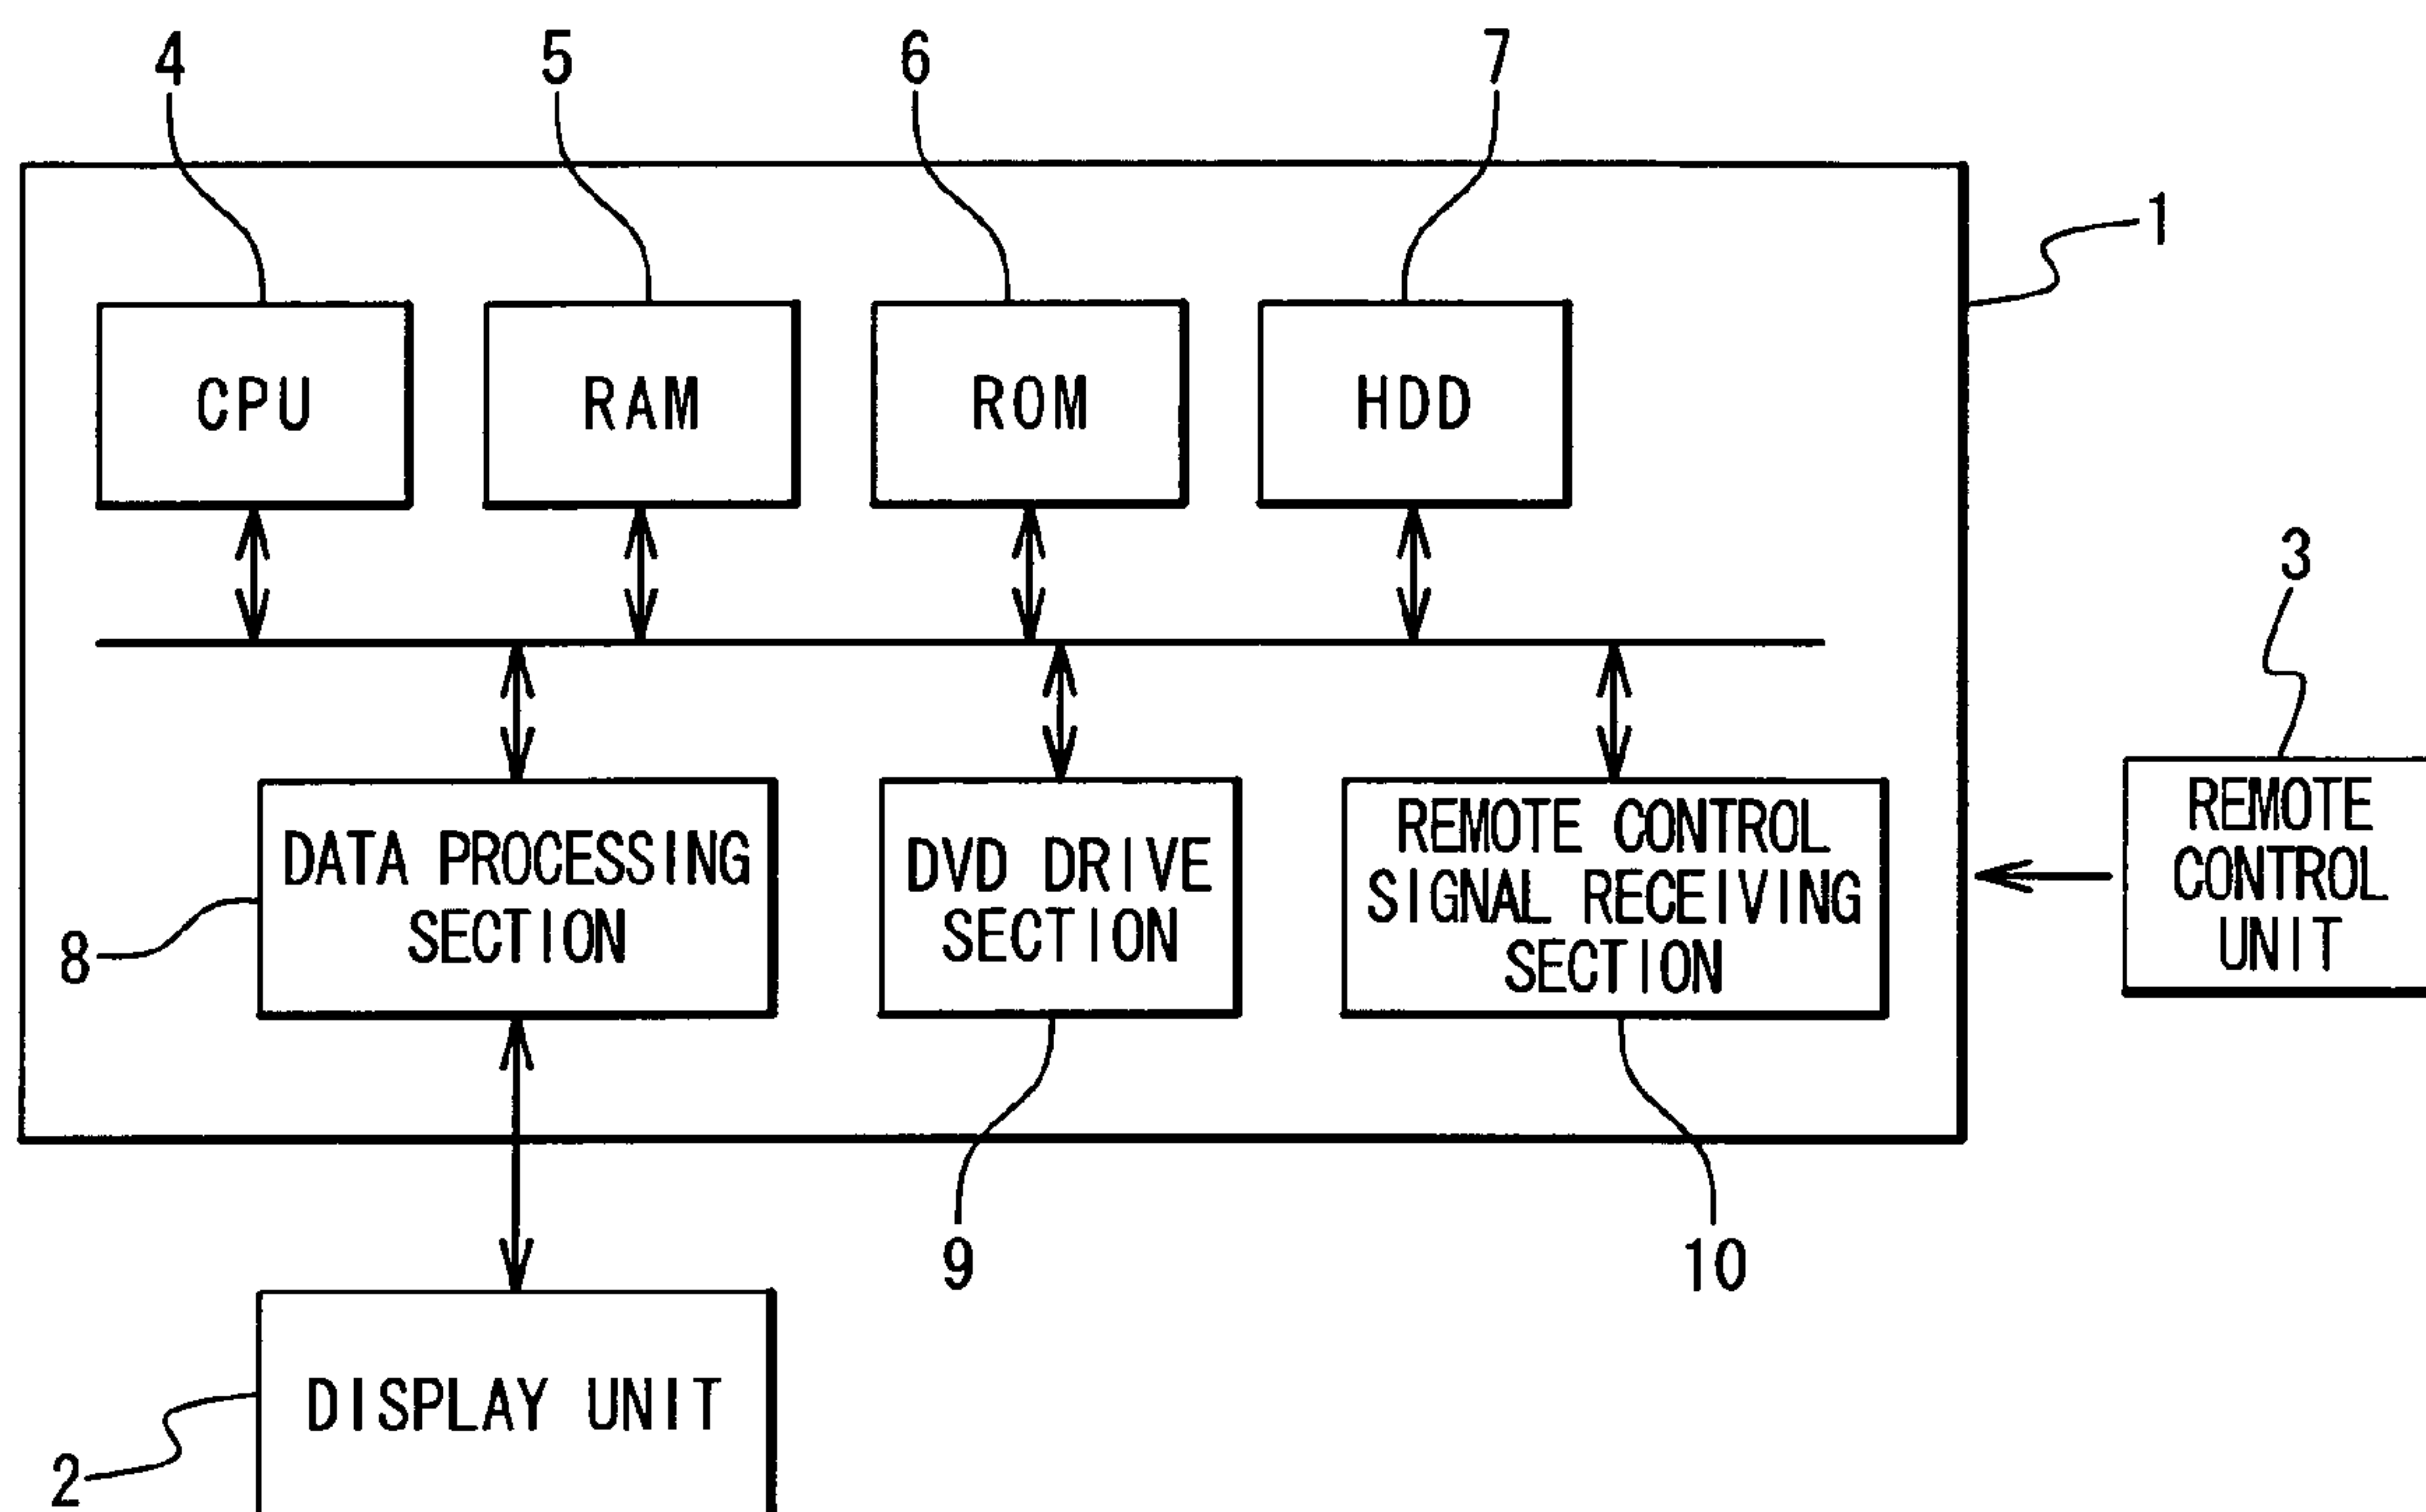 4 5 6 7
1
CPU RAM ROM HDD
3
DATA PROCESSING
SECTION
DVD DRIVE
SECTION
REMOTE CONTROL
SIGNAL RECEIVING
SECTION
REMOTE
CONTROL
UNIT
8
9 10
DISPLAY UNIT
2